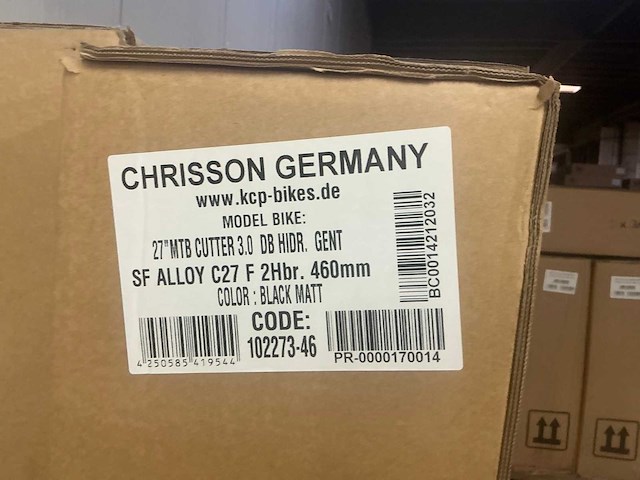 CHRISSON GERMANY
www.kcp-bikes.de
MODEL BIKE:
27"MTB CUTTER 3.0 DB HIDR. GENT
SF ALLOY C27 F 2Hbr. 460mm
COLOR : BLACK MATT
CODE:
102273-46
4 250585 419544
PR-0000170014
BC0014212032